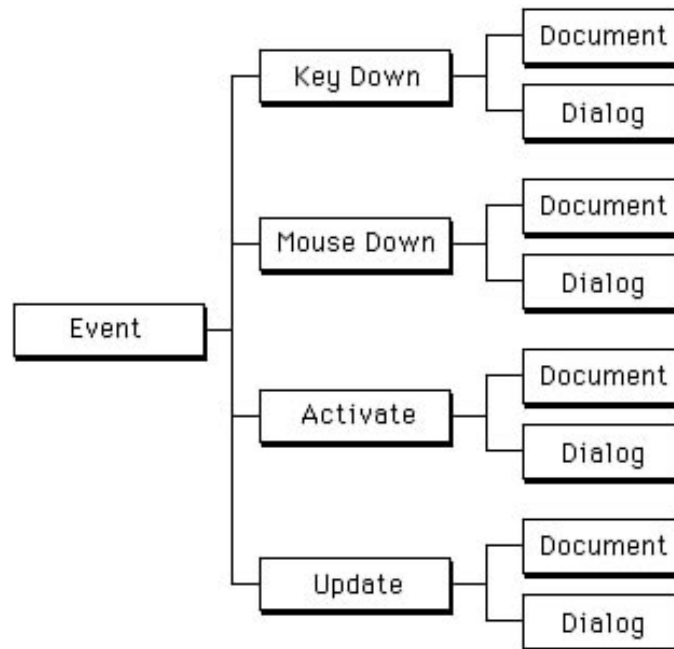 Document
Key Down
Dialog
Document
Mouse Down
Dialog
Event
Document
Activate
Dialog
Document
Update
Dialog